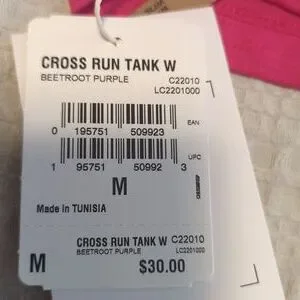 CROSS RUN TANK W
BEETROOT PURPLE C22010
LC2201000
0 195751 509923 EAN
1 95751 50992 3 UPC
M
Made in TUNISIA
CROSS RUN TANK W C22010
BEETROOT PURPLE LC2201000
M $30.00